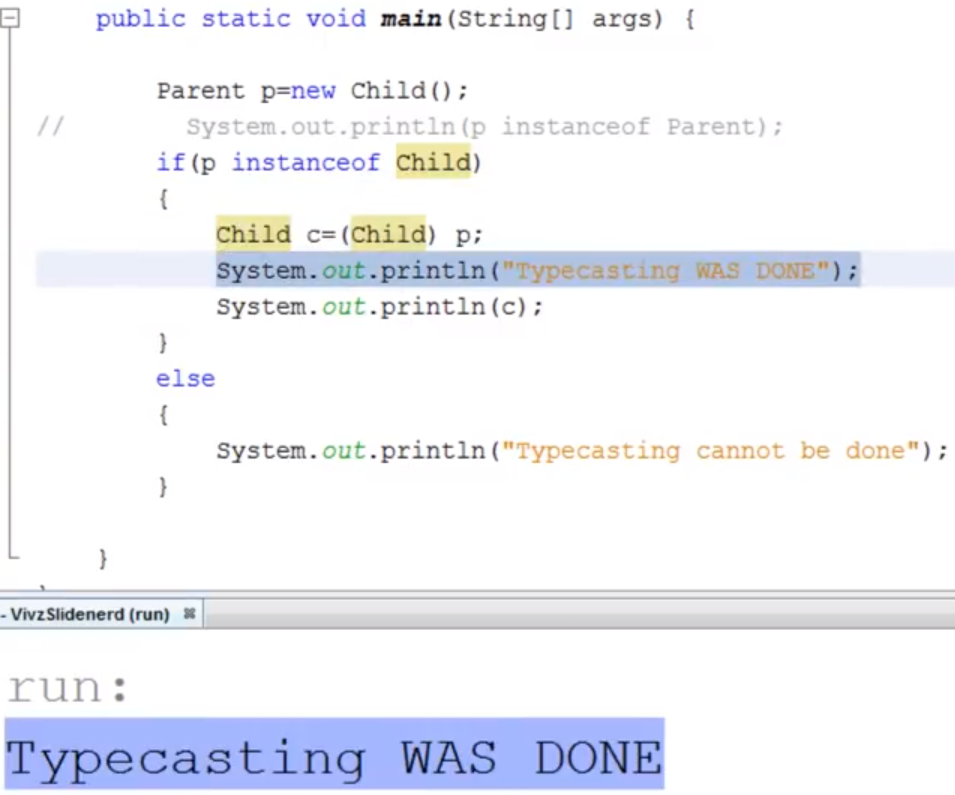 public static void main(String[] args) {
Parent p=new Child();
// System.out.println(p instanceof Parent);
if(p instanceof Child)
{
Child c=(Child) p;
System.out.println("Typecasting WAS DONE");
System.out.println(c);
}
else
{
System.out.println("Typecasting cannot be done");
}
}
- VivzSlidenerd (run)
run:
Typecasting WAS DONE